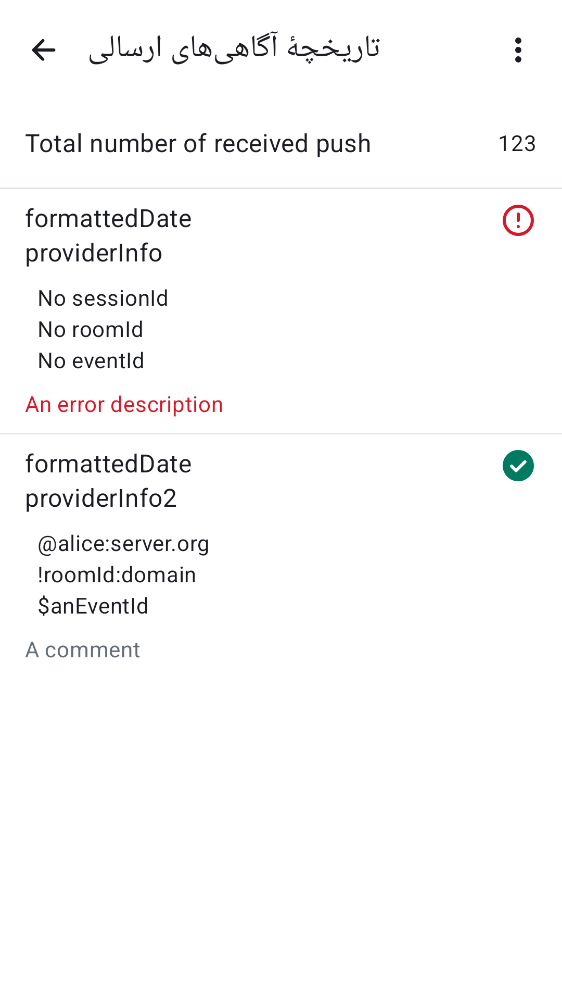 تاریخچهٔ آگاهی‌های ارسالی
Total number of received push 123
formattedDate
providerInfo
No sessionId
No roomId
No eventId
An error description
formattedDate
providerInfo2
@alice:server.org
!roomId:domain
$anEventId
A comment